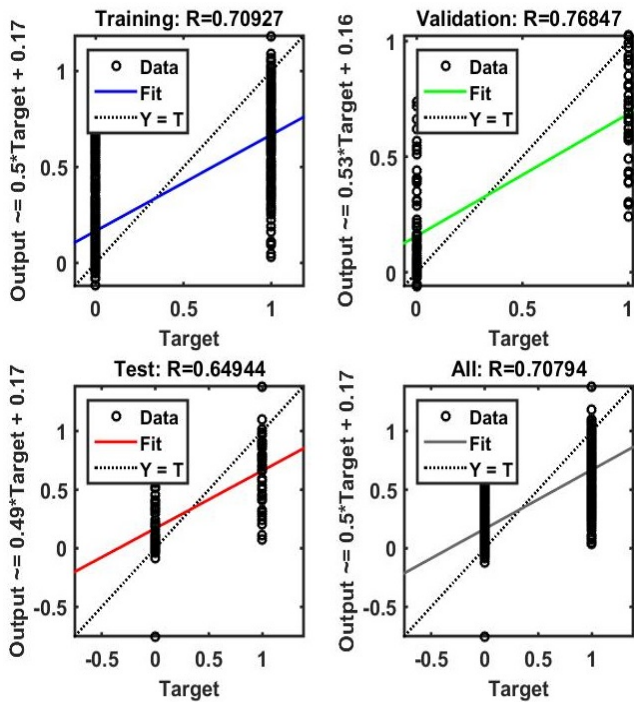 Training: R=0.70927
Output ~= 0.5*Target + 0.17
Data
Fit
Y = T
1
0.5
0
0
0.5
1
Target
Validation: R=0.76847
Output ~= 0.53*Target + 0.16
Data
Fit
Y = T
1
0.5
0
0
0.5
1
Target
Test: R=0.64944
Output ~= 0.49*Target + 0.17
Data
Fit
Y = T
1
0.5
0
-0.5
-0.5
0
0.5
1
Target
All: R=0.70794
Output ~= 0.5*Target + 0.17
Data
Fit
Y = T
1
0.5
0
-0.5
-0.5
0
0.5
1
Target